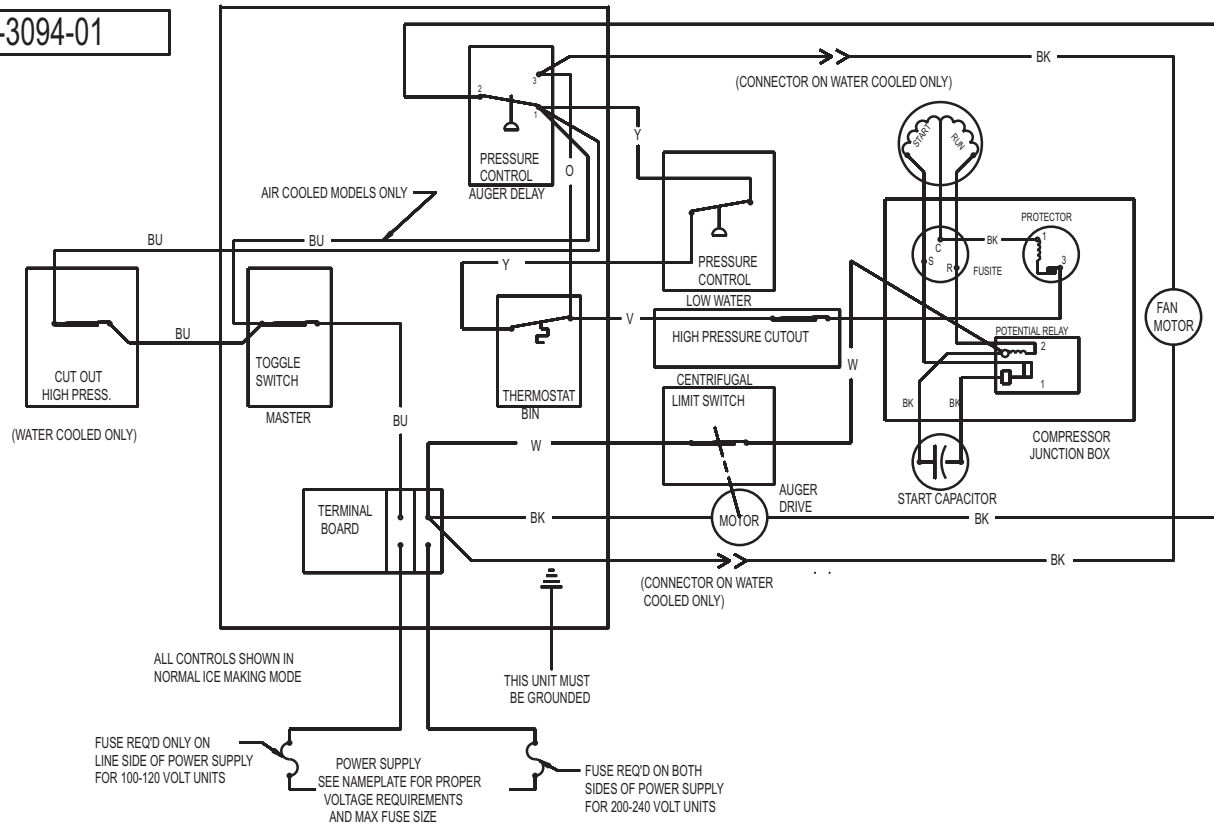 -3094-01
BK
(CONNECTOR ON WATER COOLED ONLY)
3
2
1
Y
START
RUN
PRESSURE
CONTROL
AUGER DELAY
O
AIR COOLED MODELS ONLY
PROTECTOR
BU
BU
C
BK
1
S
R
3
FUSITE
Y
PRESSURE
CONTROL
LOW WATER
FAN
MOTOR
BU
V
HIGH PRESSURE CUTOUT
POTENTIAL RELAY
2
1
W
CUT OUT
HIGH PRESS.
TOGGLE
SWITCH
MASTER
THERMOSTAT
BIN
CENTRIFUGAL
LIMIT SWITCH
BK
BK
(WATER COOLED ONLY)
BU
W
COMPRESSOR
JUNCTION BOX
START CAPACITOR
TERMINAL
BOARD
AUGER
DRIVE
BK
MOTOR
BK
BK
(CONNECTOR ON WATER
COOLED ONLY)
ALL CONTROLS SHOWN IN
NORMAL ICE MAKING MODE
THIS UNIT MUST
BE GROUNDED
FUSE REQ'D ONLY ON
LINE SIDE OF POWER SUPPLY
FOR 100-120 VOLT UNITS
POWER SUPPLY
SEE NAMEPLATE FOR PROPER
VOLTAGE REQUIREMENTS
AND MAX FUSE SIZE
FUSE REQ'D ON BOTH
SIDES OF POWER SUPPLY
FOR 200-240 VOLT UNITS